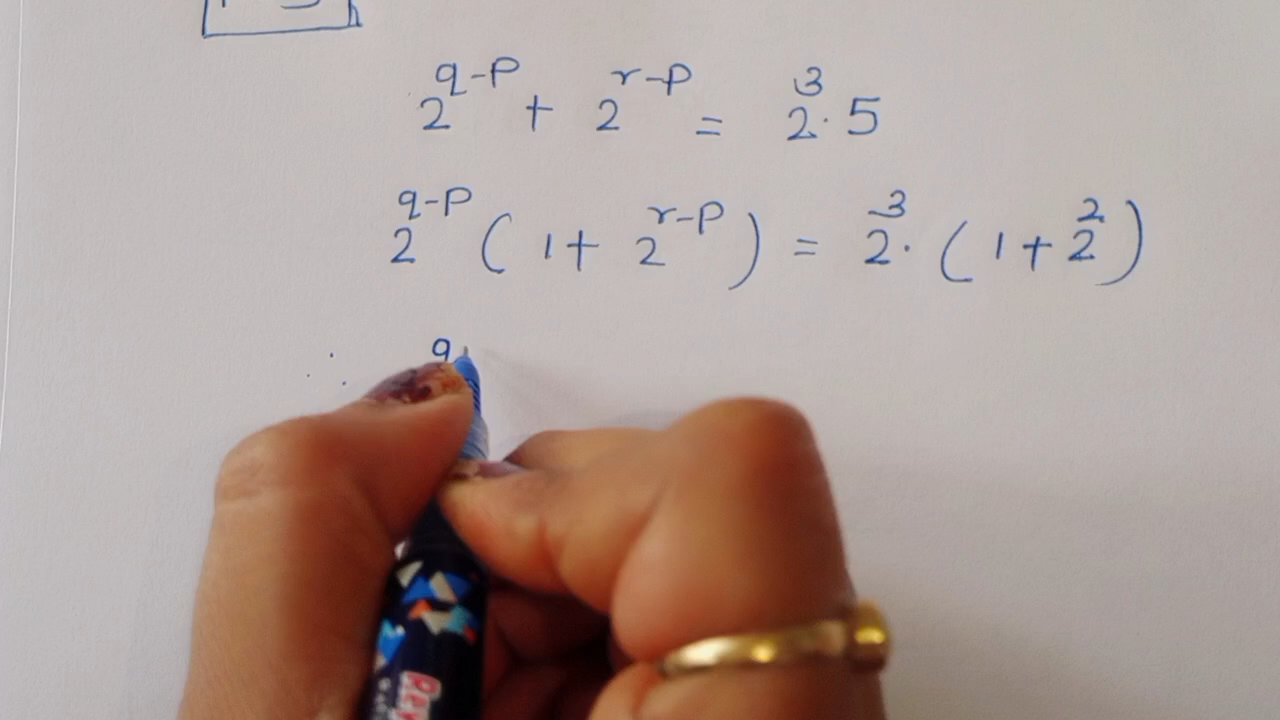 2^{q-p} + 2^{r-p} = 2^3 · 5
2^{q-p} ( 1 + 2^{r-p} ) = 2^3 · ( 1 + 2^2 )
∴ q